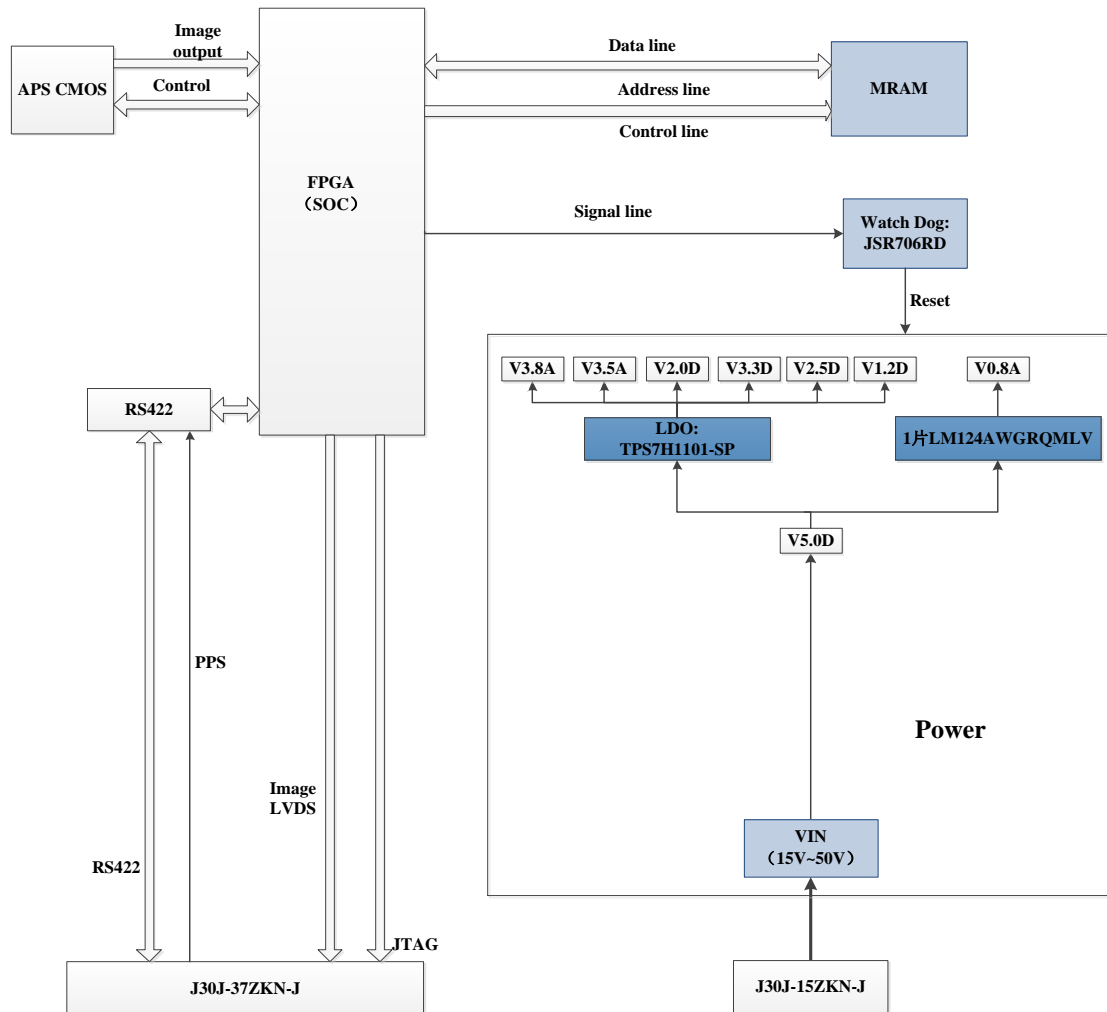 Image
output
APS CMOS
Control
FPGA
（SOC）
Data line
Address line
Control line
MRAM
Signal line
Watch Dog:
JSR706RD
Reset
V3.8A
V3.5A
V2.0D
V3.3D
V2.5D
V1.2D
V0.8A
LDO:
TPS7H1101-SP
1片LM124AWGRQMLV
V5.0D
RS422
PPS
Power
Image
LVDS
VIN
（15V~50V）
RS422
JTAG
J30J-37ZKN-J
J30J-15ZKN-J